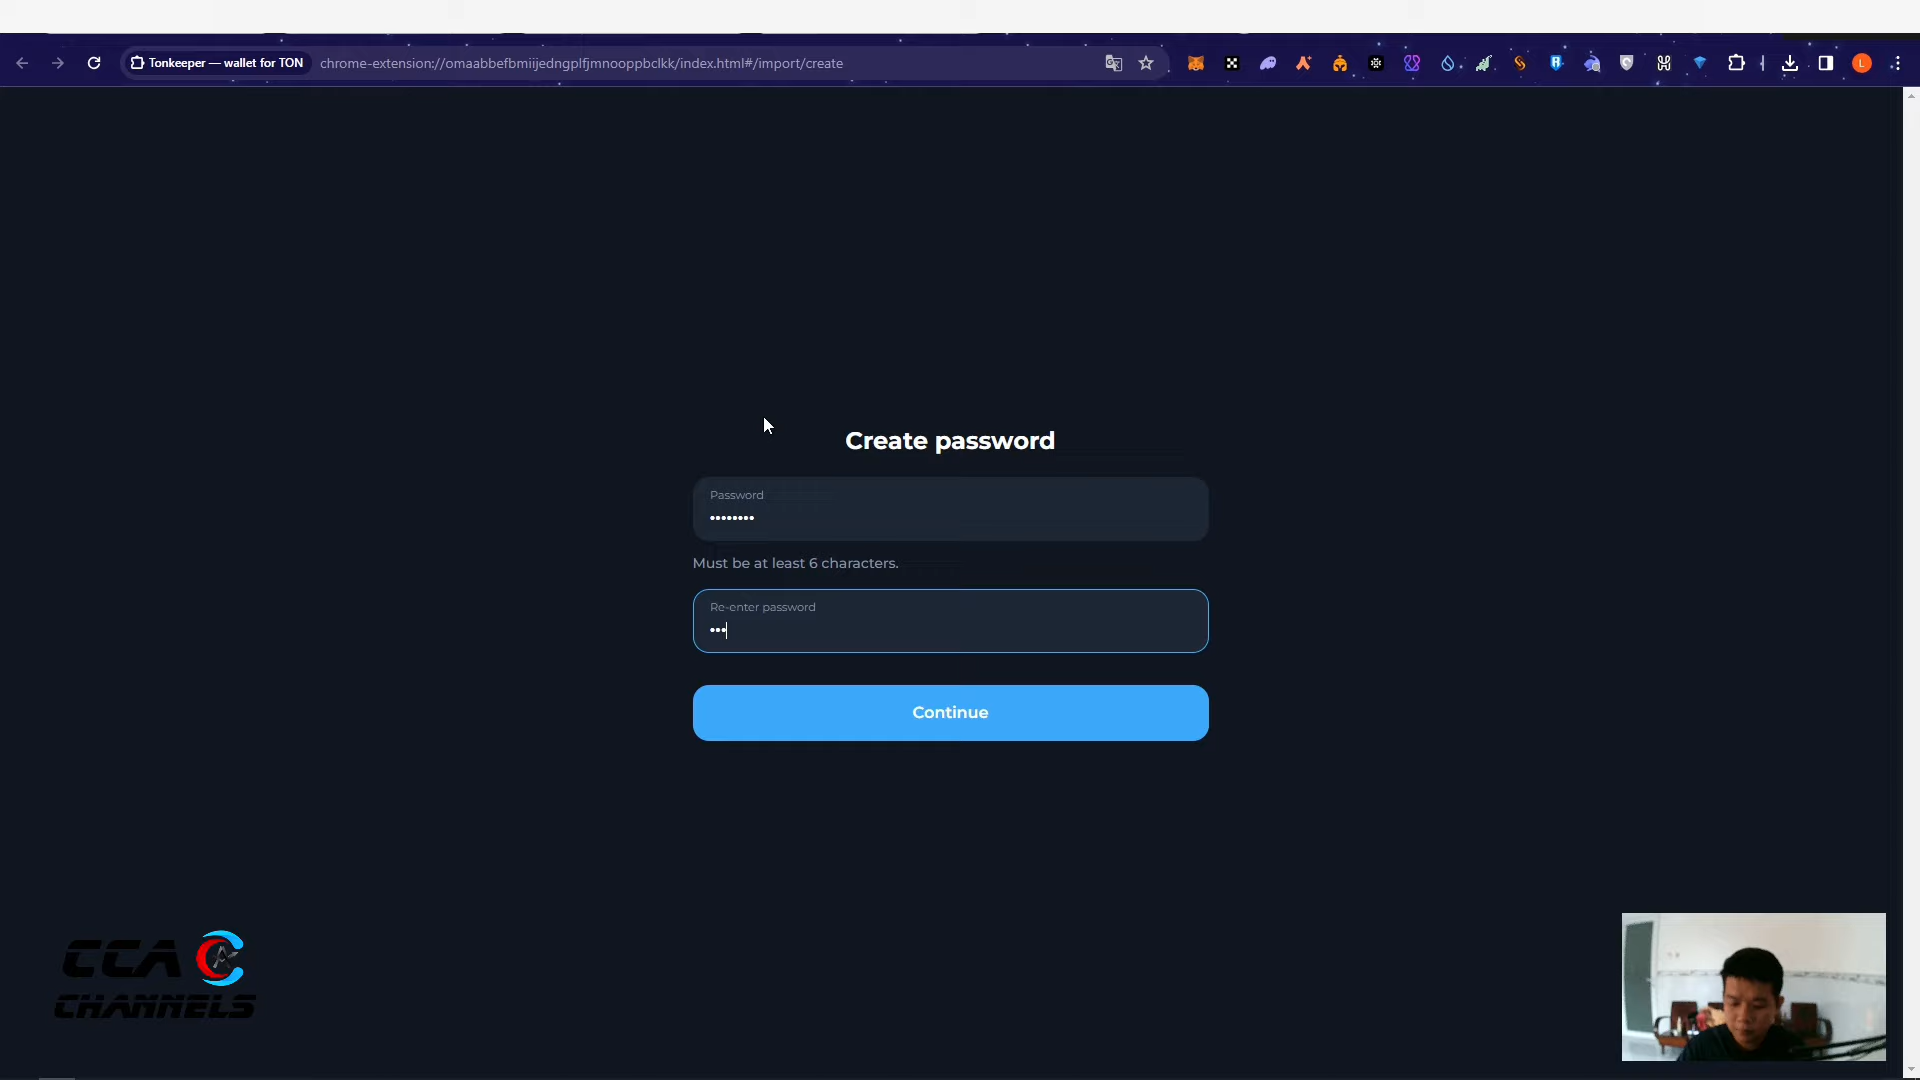 Tonkeeper — wallet for TON
chrome-extension://omaabbefbmiijedngplfjmnooppbclkk/index.html#/import/create
L
Create password
Password
••••••••
Must be at least 6 characters.
Re-enter password
•••
Continue
CCA
CHANNELS